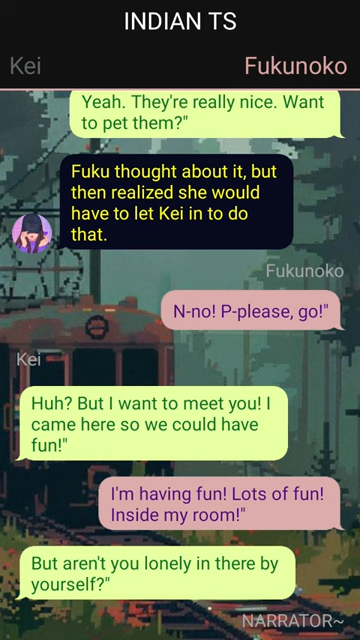 INDIAN TS
Kei
Fukunoko
Yeah. They're really nice. Want
to pet them?"
Fuku thought about it, but
then realized she would
have to let Kei in to do
that.
Fukunoko
N-no! P-please, go!"
Kei
Huh? But I want to meet you! I
came here so we could have
fun!"
I'm having fun! Lots of fun!
Inside my room!"
But aren't you lonely in there by
yourself?"
NARRATOR~